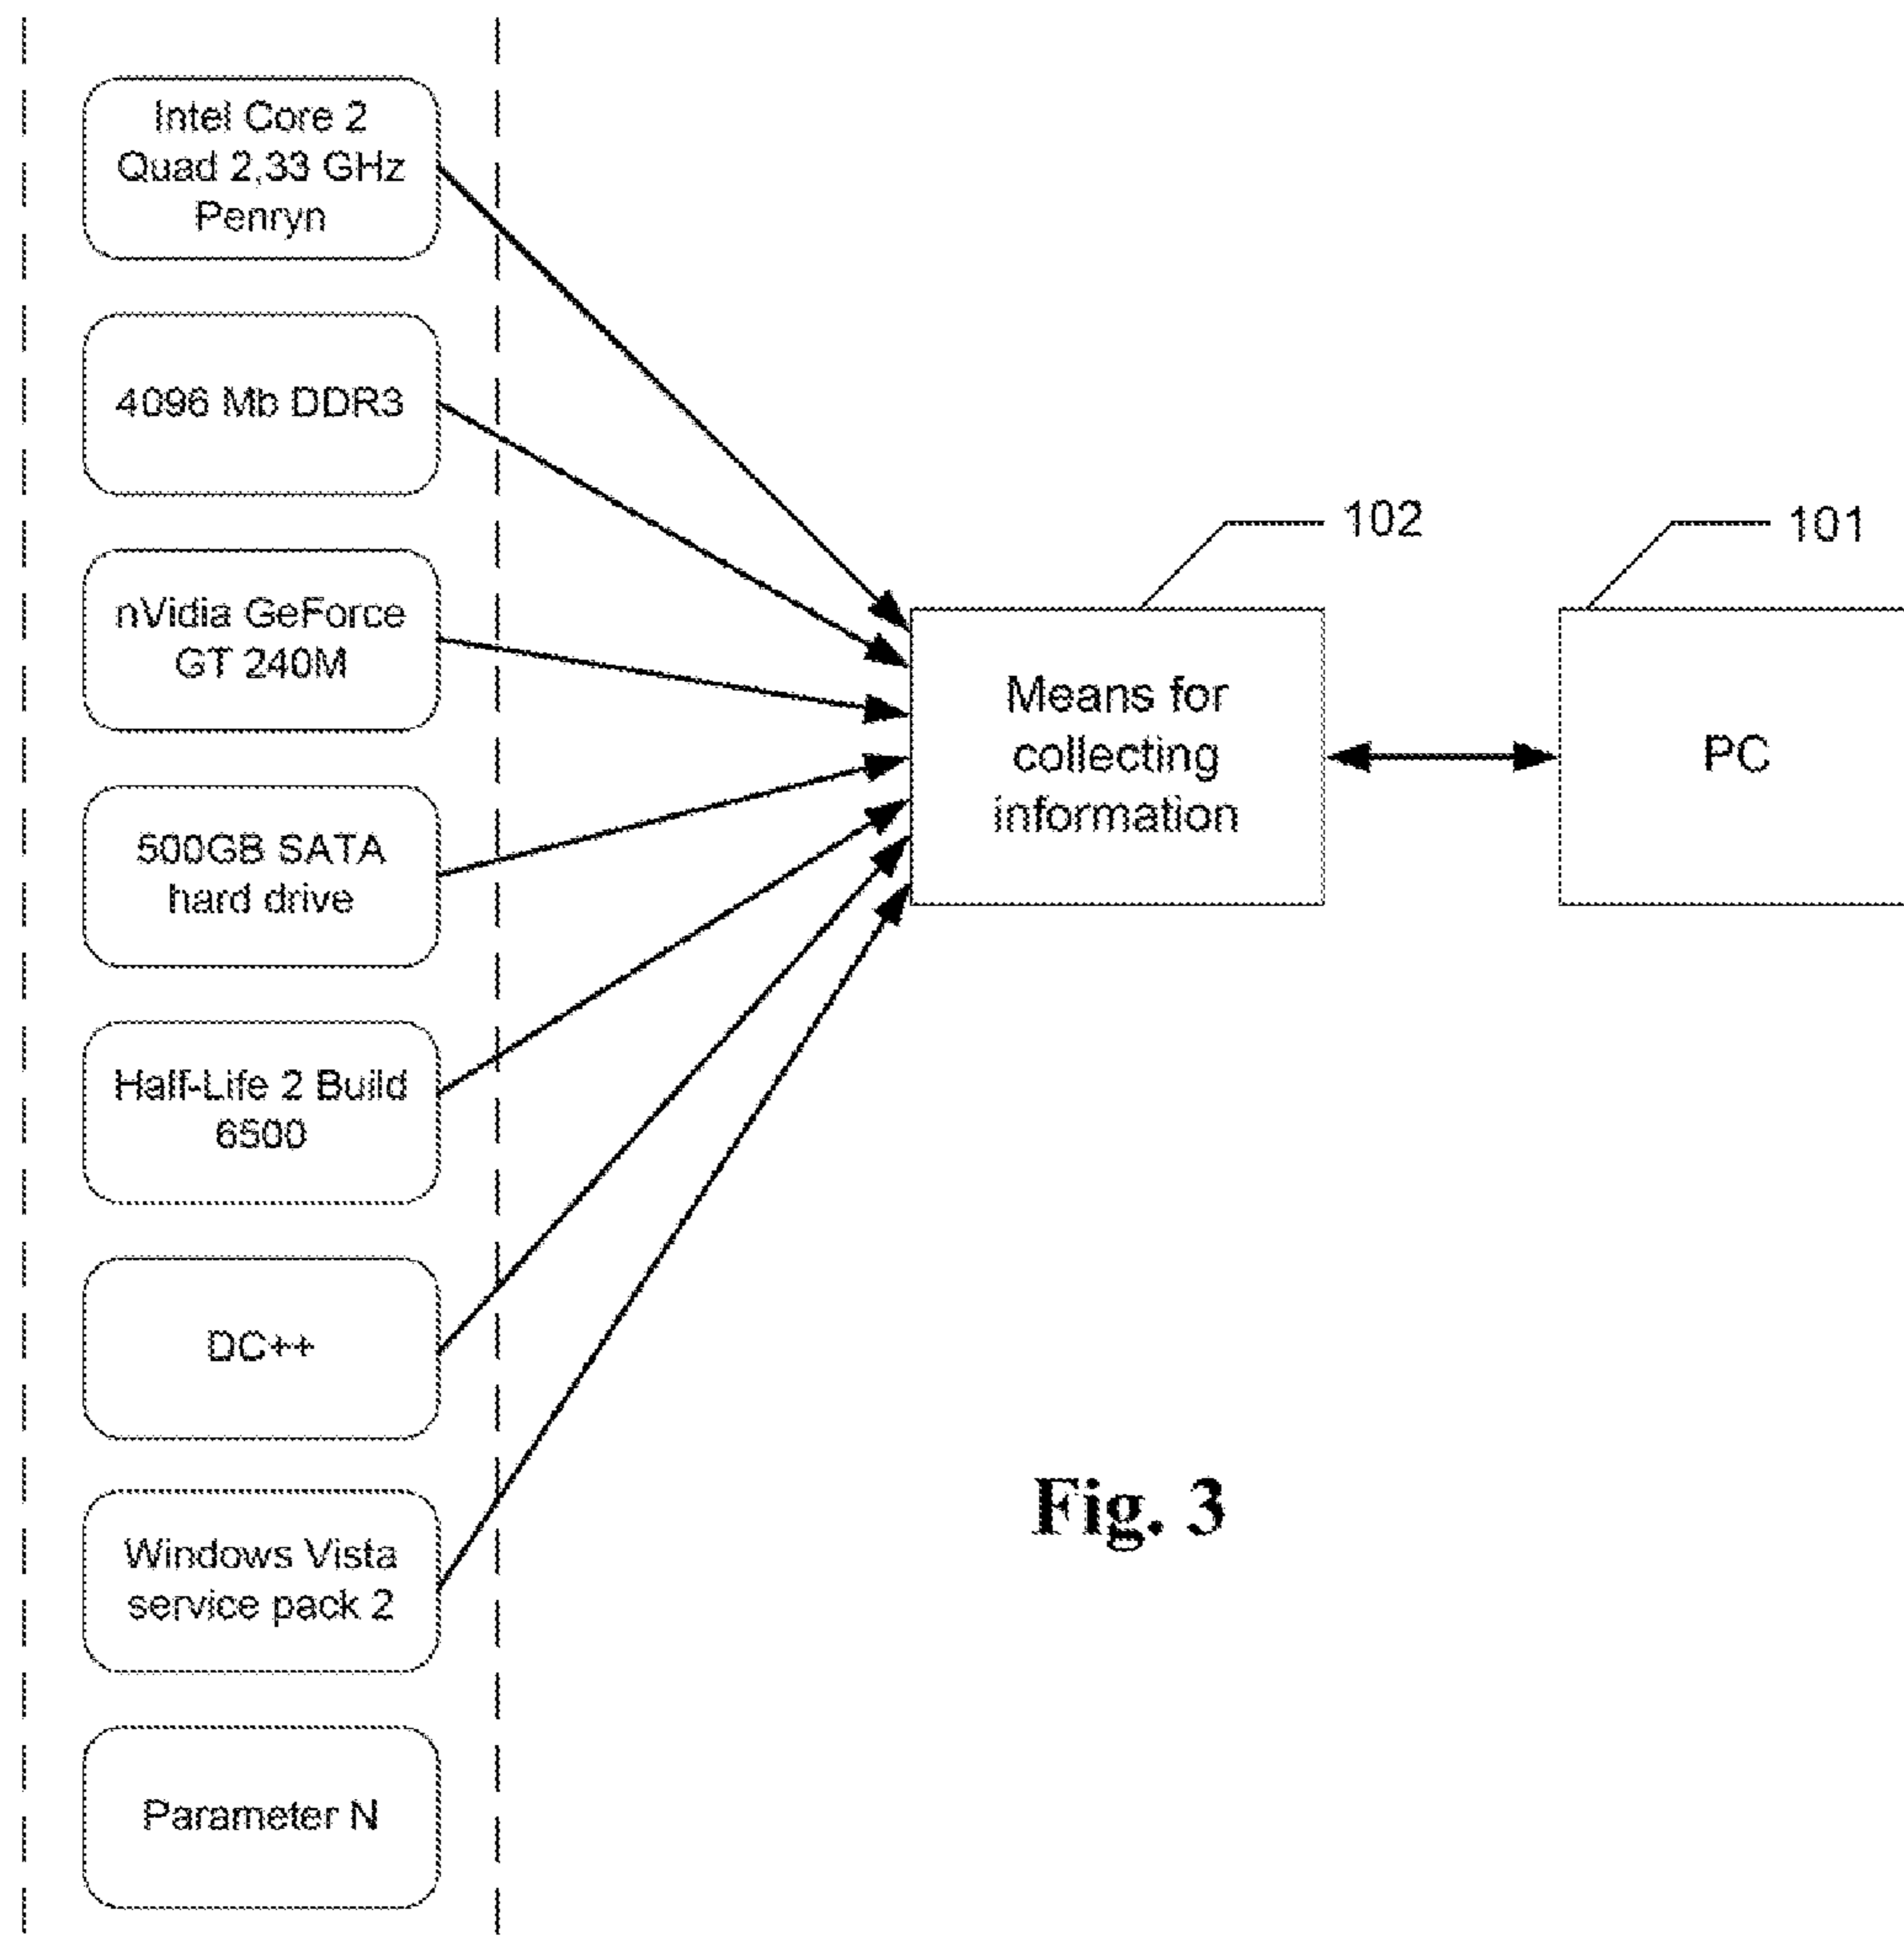 Intel Core 2
Quad 2,33 GHz
Penryn
4096 Mb DDR3
nVidia GeForce
GT 240M
500GB SATA
hard drive
Half-Life 2 Build
6500
DC++
Windows Vista
service pack 2
Parameter N
102
101
Means for
collecting
information
PC
Fig. 3